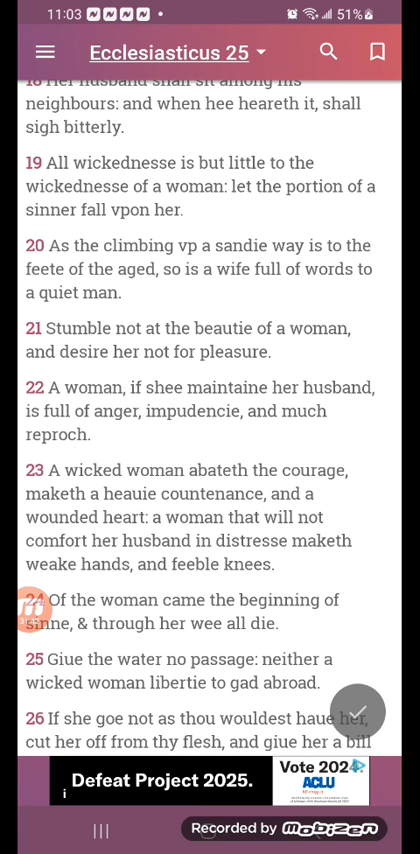 11:03 N N N N • 51%
Ecclesiasticus 25
18 Her husband shall sit among his
neighbours: and when hee heareth it, shall
sigh bitterly.
19 All wickednesse is but little to the
wickednesse of a woman: let the portion of a
sinner fall vpon her.
20 As the climbing vp a sandie way is to the
feete of the aged, so is a wife full of words to
a quiet man.
21 Stumble not at the beautie of a woman,
and desire her not for pleasure.
22 A woman, if shee maintaine her husband,
is full of anger, impudencie, and much
reproch.
23 A wicked woman abateth the courage,
maketh a heauie countenance, and a
wounded heart: a woman that will not
comfort her husband in distresse maketh
weake hands, and feeble knees.
24 Of the woman came the beginning of
sinne, & through her wee all die.
25 Giue the water no passage: neither a
wicked woman libertie to gad abroad.
26 If she goe not as thou wouldest haue her,
cut her off from thy flesh, and giue her a bill
Defeat Project 2025.
Vote 2024.
ACLU
Recorded by mobizen